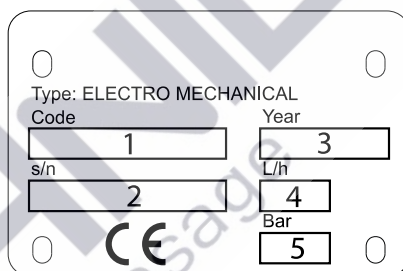 Type: ELECTRO MECHANICAL
Code Year
1 3
s/n L/h
2 4
CE Bar
5